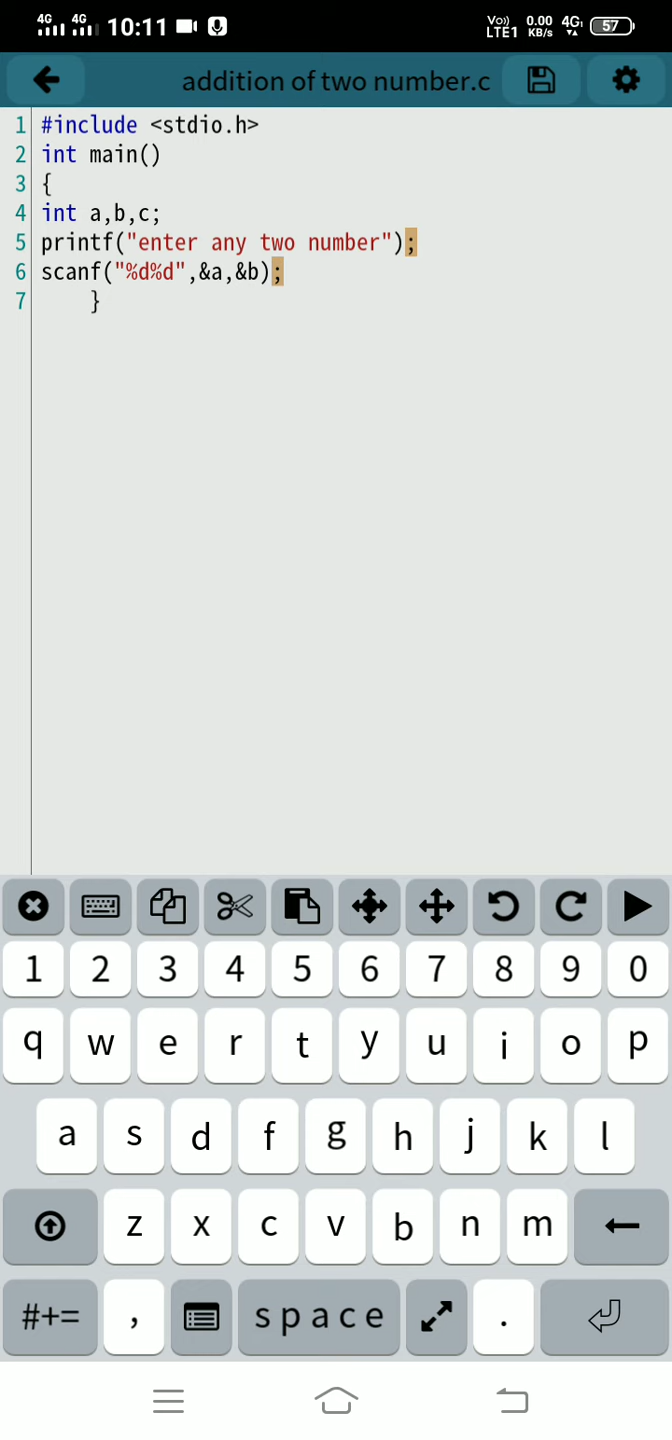 4G 4G 10:11 Vo)) LTE1 0.00 KB/s 4G 57
addition of two number.c
1 #include <stdio.h>
2 int main()
3 {
4 int a,b,c;
5 printf("enter any two number");
6 scanf("%d%d",&a,&b);
7 }
1 2 3 4 5 6 7 8 9 0
q w e r t y u i o p
a s d f g h j k l
z x c v b n m
#+= , space .